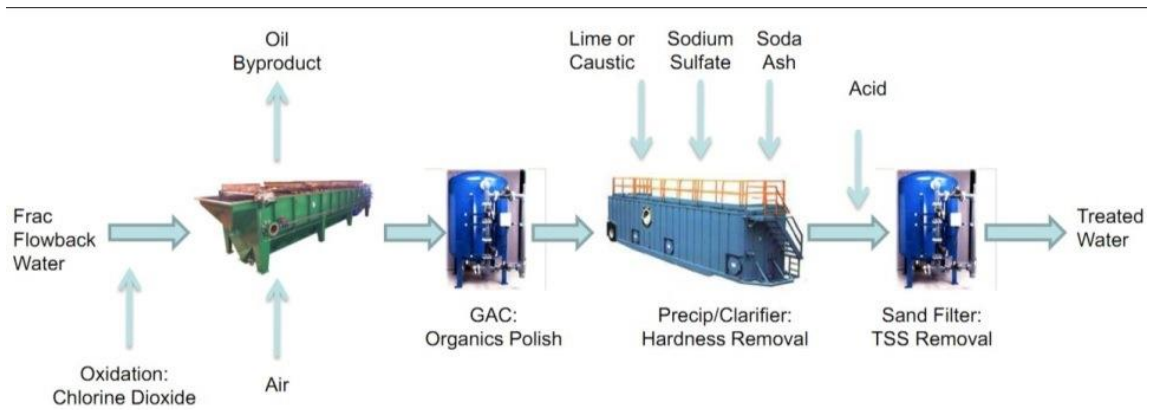 Oil
Byproduct
Lime or
Caustic
Sodium
Sulfate
Soda
Ash
Acid
Frac
Flowback
Water
Treated
Water
GAC:
Organics Polish
Precip/Clarifier:
Hardness Removal
Sand Filter:
TSS Removal
Oxidation:
Chlorine Dioxide
Air